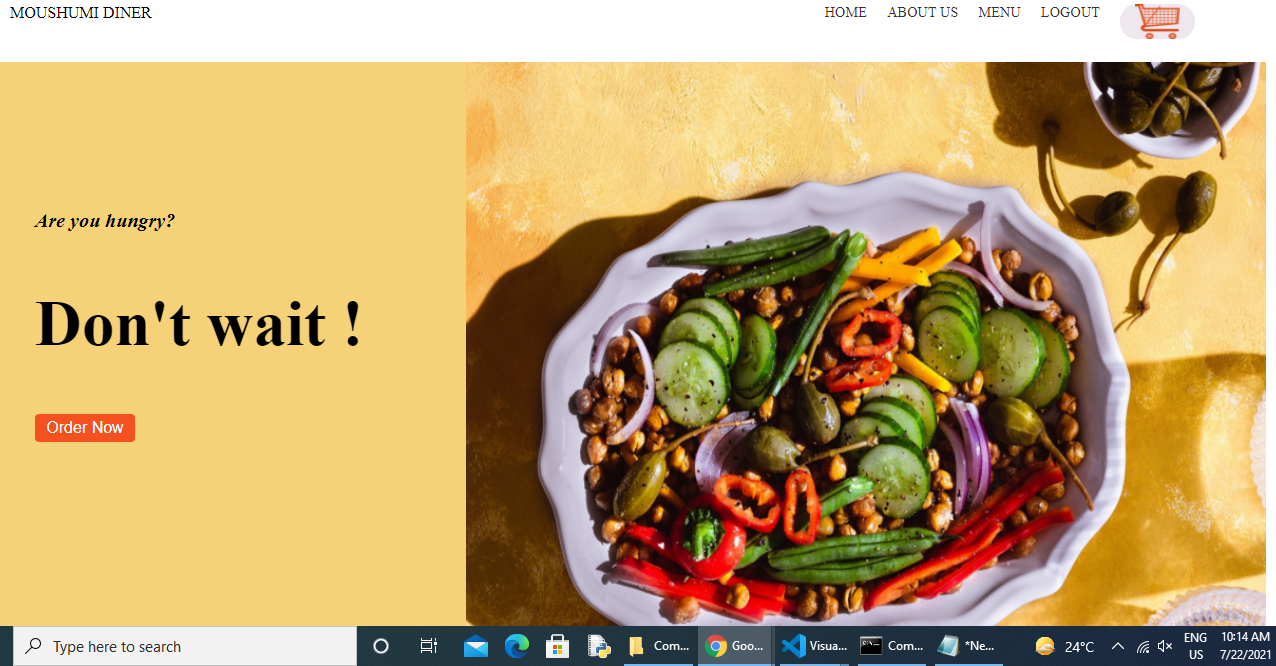 MOUSHUMI DINER
HOME ABOUT US MENU LOGOUT
Are you hungry?
Don't wait !
Order Now
Type here to search
Com...
Goo...
Visua...
Com...
*Ne...
24°C
ENG
US
10:14 AM
7/22/2021